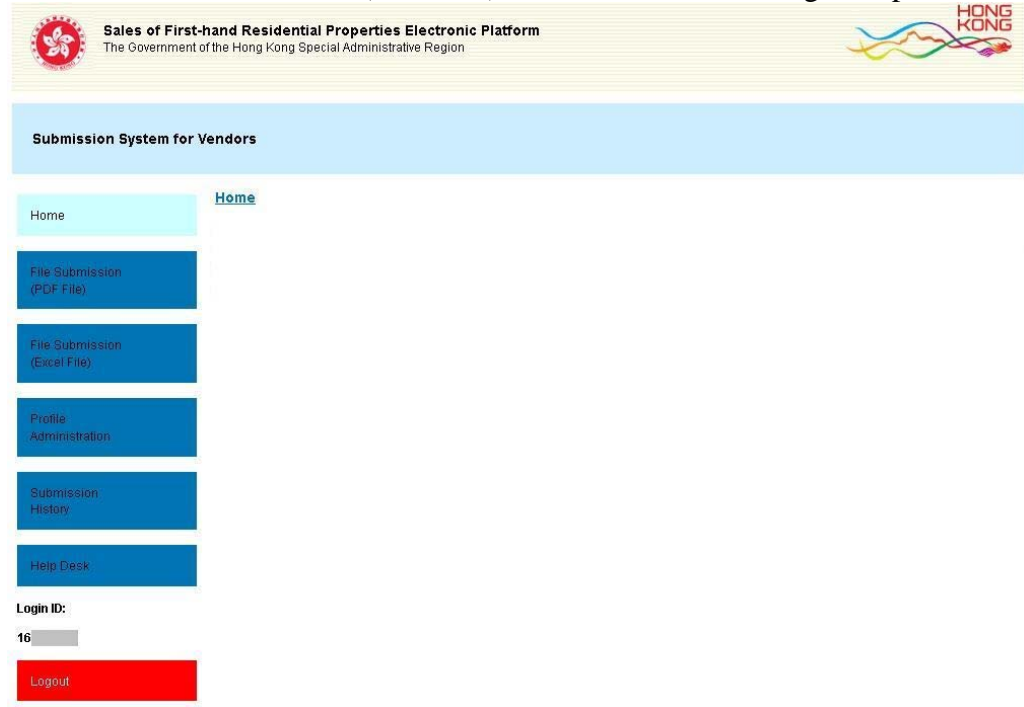 Sales of First-hand Residential Properties Electronic Platform
The Government of the Hong Kong Special Administrative Region
HONG
KONG
Submission System for Vendors
Home
Home
File Submission
(PDF File)
File Submission
(Excel File)
Profile
Administration
Submission
History
Help Desk
Login ID:
16
Logout